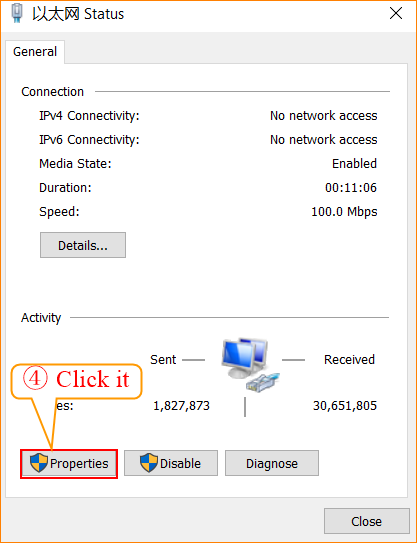 以太网 Status
General
Connection
IPv4 Connectivity: No network access
IPv6 Connectivity: No network access
Media State: Enabled
Duration: 00:11:06
Speed: 100.0 Mbps
Details...
Activity
Sent Received
④ Click it
es: 1,827,873 30,651,805
Properties Disable Diagnose
Close